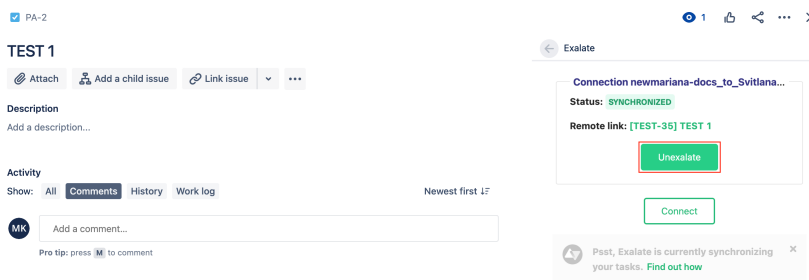 PA-2
1
TEST 1
Attach
Add a child issue
Link issue
Description
Add a description...
Activity
Show:
All
Comments
History
Work log
Newest first
MK
Add a comment...
Pro tip: press M to comment
Exalate
Connection newmariana-docs_to_Svitlana...
Status: SYNCHRONIZED
Remote link: [TEST-35] TEST 1
Unexalate
Connect
Psst, Exalate is currently synchronizing
your tasks. Find out how